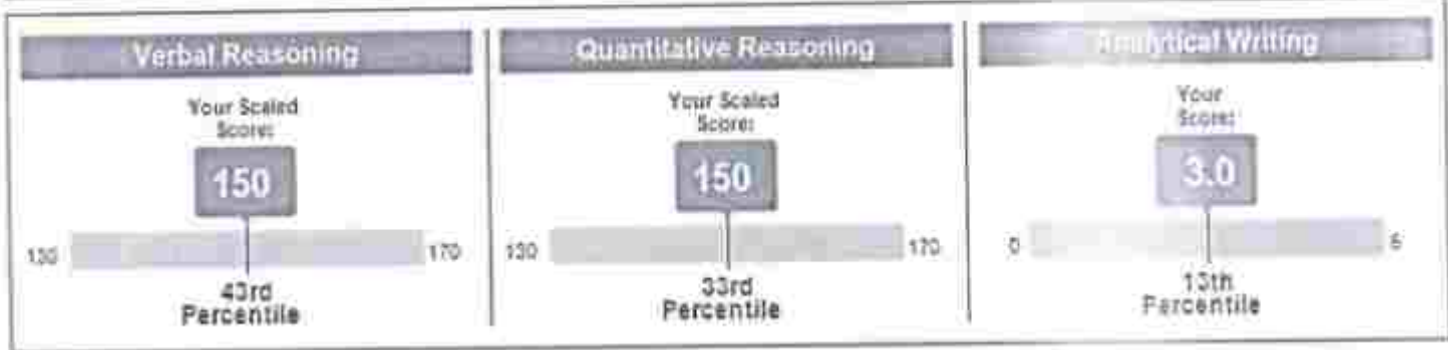 Verbal Reasoning
Your Scaled
Score:
150
130 170
43rd
Percentile
Quantitative Reasoning
Your Scaled
Score:
150
130 170
33rd
Percentile
Analytical Writing
Your
Score:
3.0
0 6
13th
Percentile